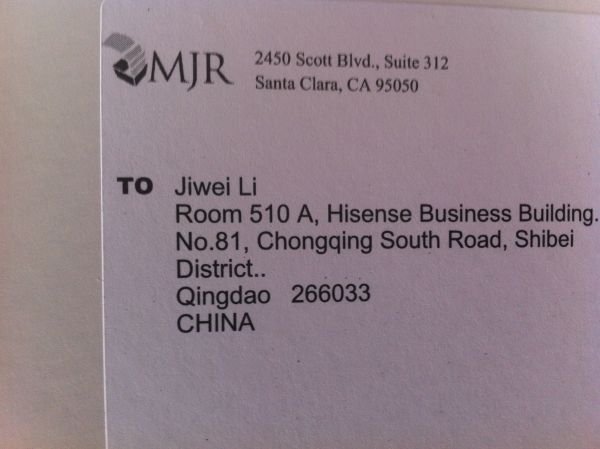 MJR
2450 Scott Blvd., Suite 312
Santa Clara, CA 95050
TO Jiwei Li
Room 510 A, Hisense Business Building.
No.81, Chongqing South Road, Shibei
District..
Qingdao 266033
CHINA